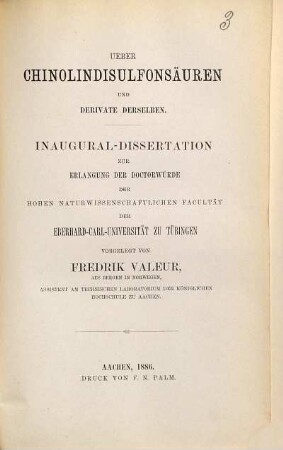 3
UEBER
CHINOLINDISULFONSÄUREN
UND
DERIVATE DERSELBEN.
INAUGURAL-DISSERTATION
ZUR
ERLANGUNG DER DOCTORWÜRDE
DER
HOHEN NATURWISSENSCHAFTLICHEN FACULTÄT
DER
EBERHARD-CARL-UNIVERSITÄT ZU TÜBINGEN
VORGELEGT VON
FREDRIK VALEUR,
AUS BERGEN IN NORWEGEN,
ASSISTENT AM TECHNISCHEN LABORATORIUM DER KÖNIGLICHEN
HOCHSCHULE ZU AACHEN.
AACHEN, 1886.
DRUCK VON F. N. PALM.